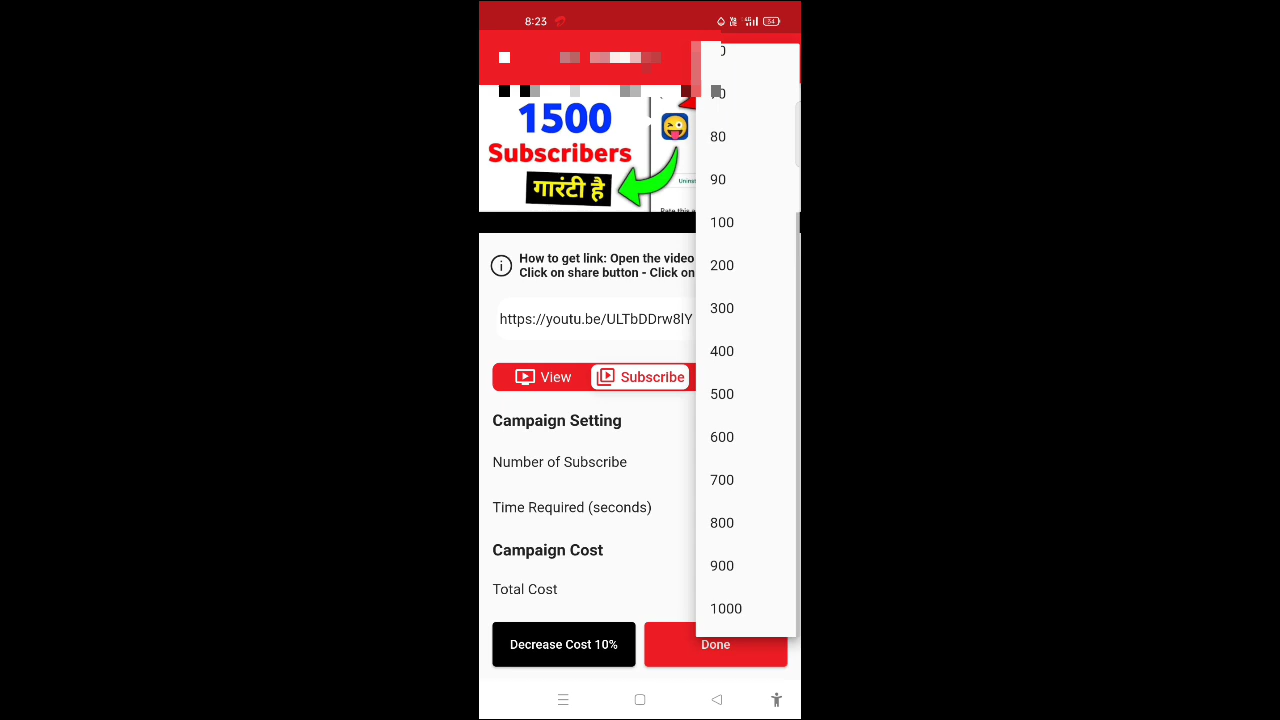 8:23
54
1500
Subscribers
गारंटी है
80
90
100
200
300
400
500
600
700
800
900
1000
How to get link: Open the video
Click on share button - Click on
https://youtu.be/ULTbDDrw8lY
View
Subscribe
Campaign Setting
Number of Subscribe
Time Required (seconds)
Campaign Cost
Total Cost
Decrease Cost 10%
Done